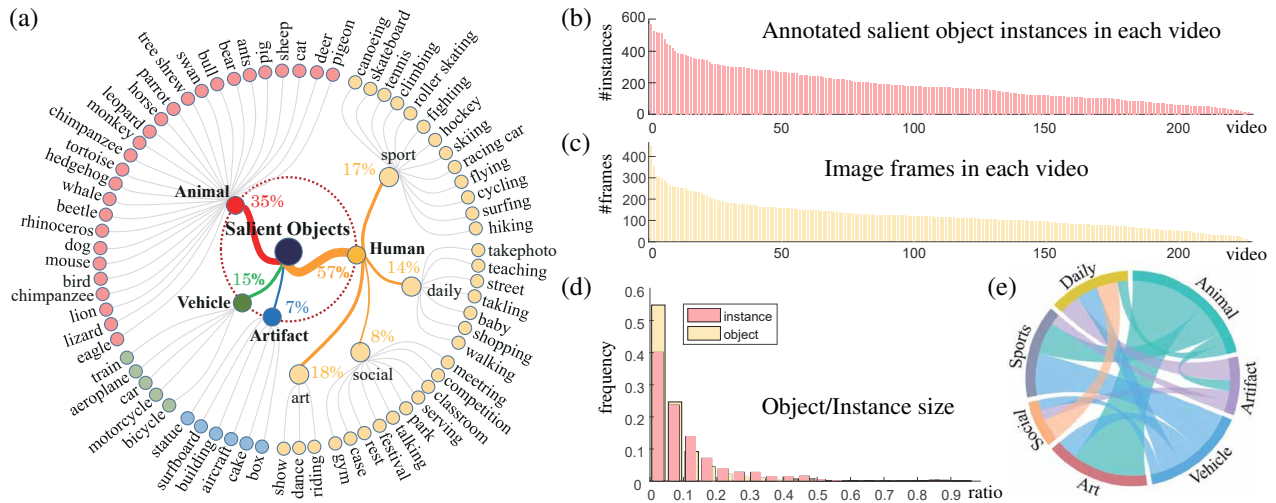 (a)
pigeon
deer
cat
sheep
pig
ants
bear
bull
swan
tree shrew
parrot
horse
leopard
monkey
chimpanzee
tortoise
hedgehog
whale
beetle
rhinoceros
dog
mouse
bird
chimpanzee
lion
lizard
eagle
train
aeroplane
car
motorcycle
bicycle
statue
surfboard
building
aircraft
cake
box
show
dance
riding
gym
case
rest
festival
talking
park
serving
classroom
competition
meetring
walking
shopping
baby
takling
street
teaching
takephoto
hiking
surfing
cycling
flying
racing car
skiing
hockey
fighting
roller skating
climbing
tennis
skateboard
canoeing
Animal
35%
Salient Objects
Human
57%
15%
Vehicle
7%
Artifact
17%
sport
14%
daily
8%
social
18%
art
(b)
Annotated salient object instances in each video
#instances
600
400
200
0
0
50
100
150
200
video
(c)
Image frames in each video
#frames
400
300
200
100
0
0
50
100
150
200
video
(d)
Object/Instance size
frequency
0.6
0.5
0.4
0.3
0.2
0.1
0
instance
object
0
0.1
0.2
0.3
0.4
0.5
0.6
0.7
0.8
0.9
ratio
(e)
Daily
Animal
Sports
Artifact
Social
Vehicle
Art